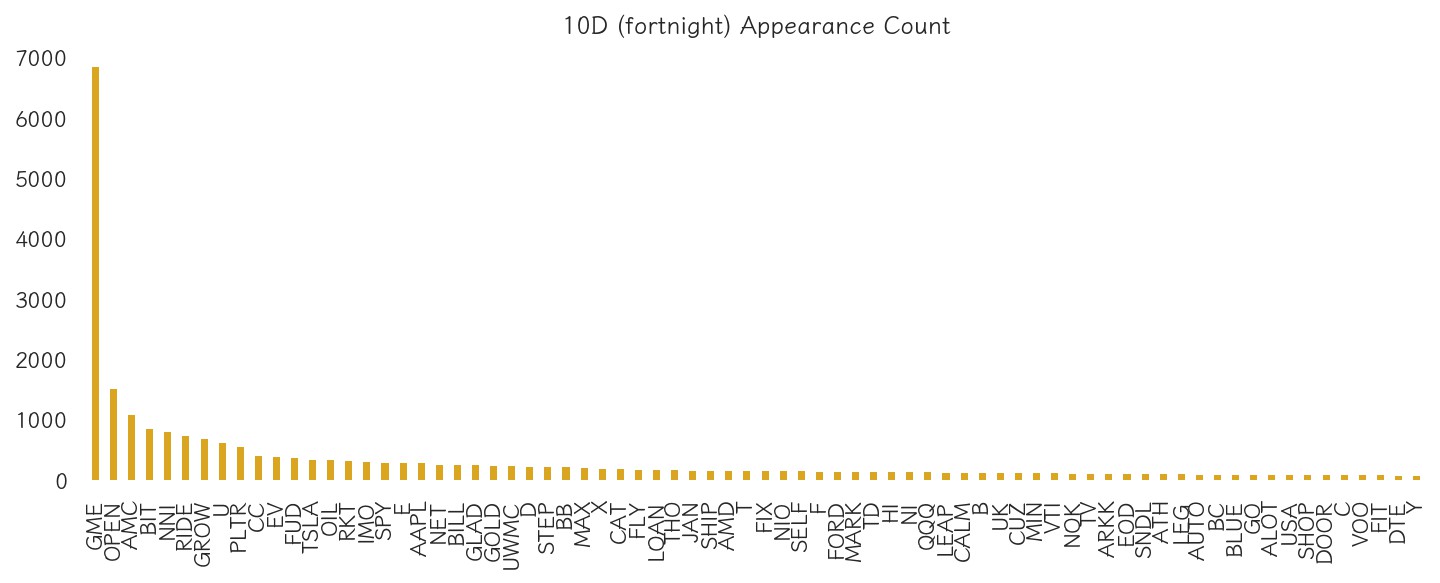 10D (fortnight) Appearance Count
7000
6000
5000
4000
3000
2000
1000
0
GME
OPEN
AMC
BIT
NNI
RIDE
GROW
U
PLTR
CC
EV
FUD
TSLA
OIL
RKT
IMO
SPY
E
AAPL
NET
BILL
GLAD
GOLD
UWMC
D
STEP
BB
MAX
X
CAT
FLY
LOAN
THO
JAN
SHIP
AMD
T
FIX
NIO
SELF
F
FORD
MARK
TD
HI
NI
QQQ
LEAP
CALM
B
UK
CUZ
MIN
VTI
NOK
TV
ARKK
EOD
SNDL
ATH
LEG
AUTO
BC
BLUE
GO
ALOT
USA
SHOP
DOOR
C
VOO
FIT
DTE
Y